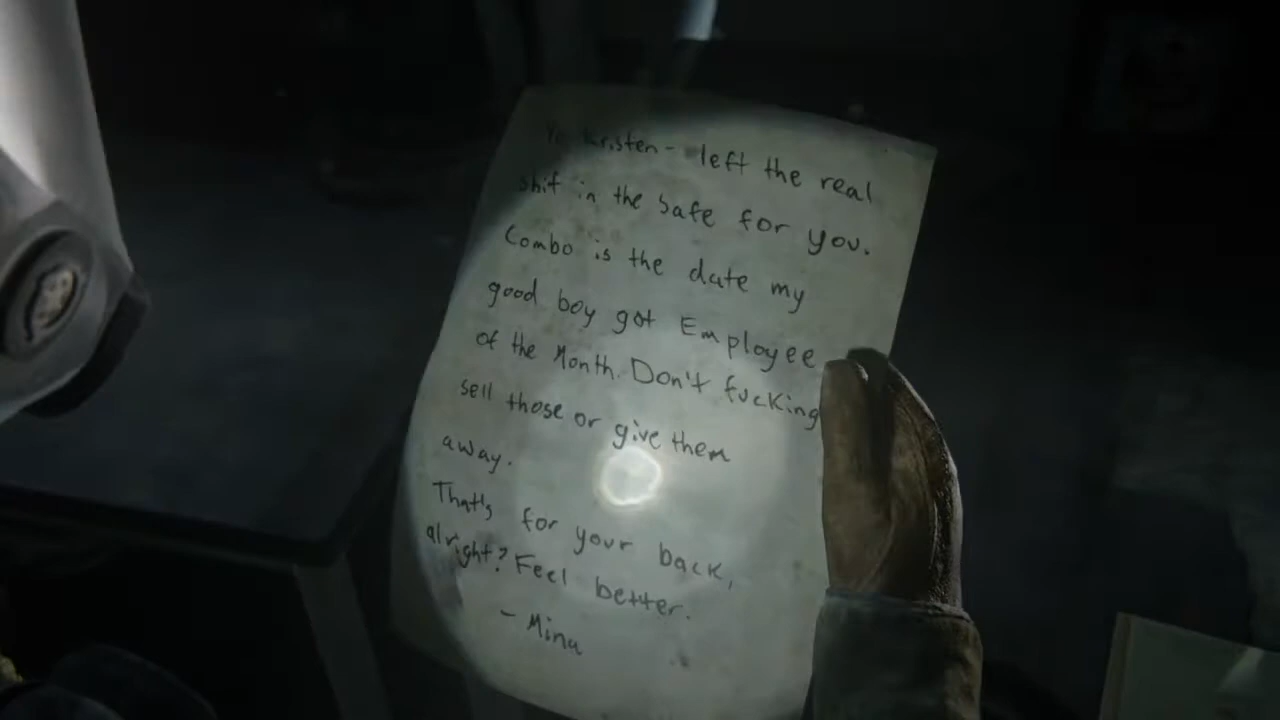 Yo Kristen- left the real
shit in the safe for you.
Combo is the date my
good boy got Employee
of the Month. Don't fucking
sell those or give them
away.
That's for your back,
alright? Feel better.
- Mina